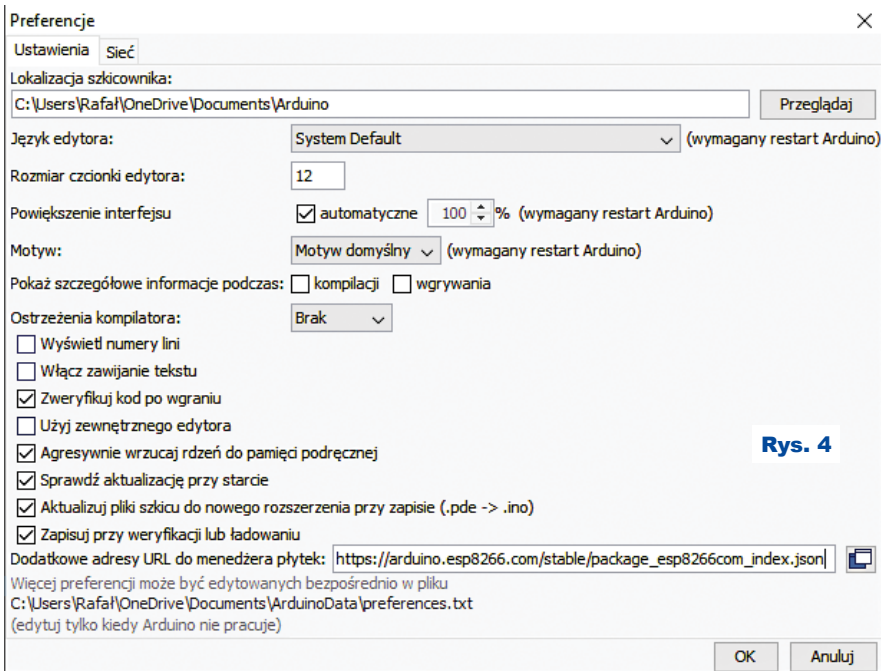 Preferencje
Ustawienia Sieć
Lokalizacja szkicownika:
C:\Users\Rafał\OneDrive\Documents\Arduino Przeglądaj
Język edytora: System Default (wymagany restart Arduino)
Rozmiar czcionki edytora: 12
Powiększenie interfejsu automatyczne 100 % (wymagany restart Arduino)
Motyw: Motyw domyślny (wymagany restart Arduino)
Pokaż szczegółowe informacje podczas: kompilacji wgrywania
Ostrzeżenia kompilatora: Brak
Wyświetl numery lini
Włącz zawijanie tekstu
Zweryfikuj kod po wgraniu
Użyj zewnętrznego edytora
Rys. 4
Agresywnie wrzucaj rdzeń do pamięci podręcznej
Sprawdź aktualizację przy starcie
Aktualizuj pliki szkicu do nowego rozszerzenia przy zapisie (.pde -> .ino)
Zapisuj przy weryfikacji lub ładowaniu
Dodatkowe adresy URL do menedżera płytek: https://arduino.esp8266.com/stable/package_esp8266com_index.json
Więcej preferencji może być edytowanych bezpośrednio w pliku
C:\Users\Rafał\OneDrive\Documents\ArduinoData\preferences.txt
(edytuj tylko kiedy Arduino nie pracuje)
OK Anuluj